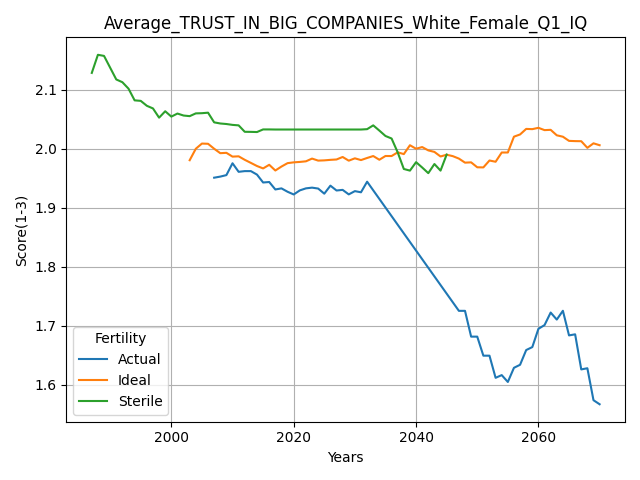 Average_TRUST_IN_BIG_COMPANIES_White_Female_Q1_IQ
Score(1-3)
2.1
2.0
1.9
1.8
1.7
1.6
Fertility
Actual
Ideal
Sterile
2000 2020 2040 2060
Years